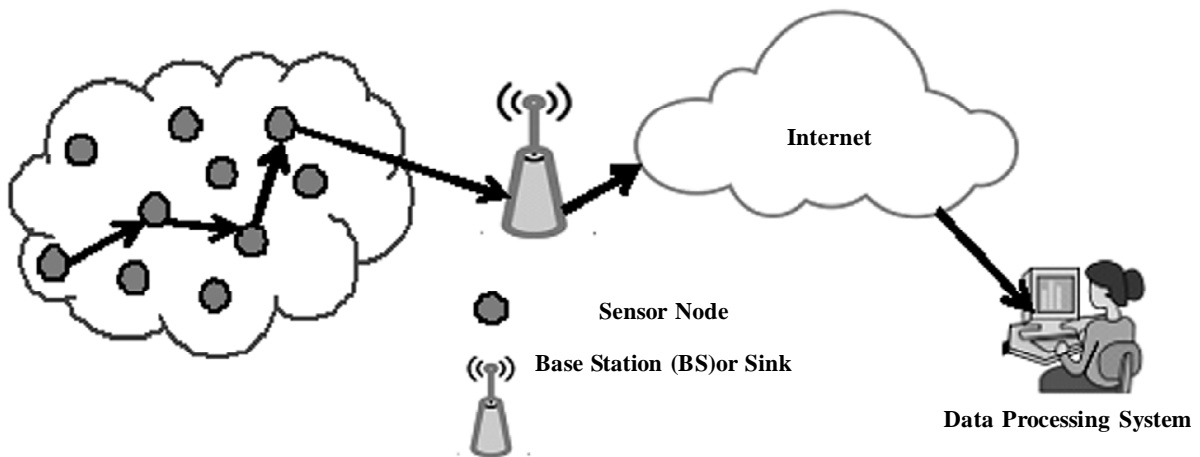 Internet
Sensor Node
Base Station (BS)or Sink
Data Processing System